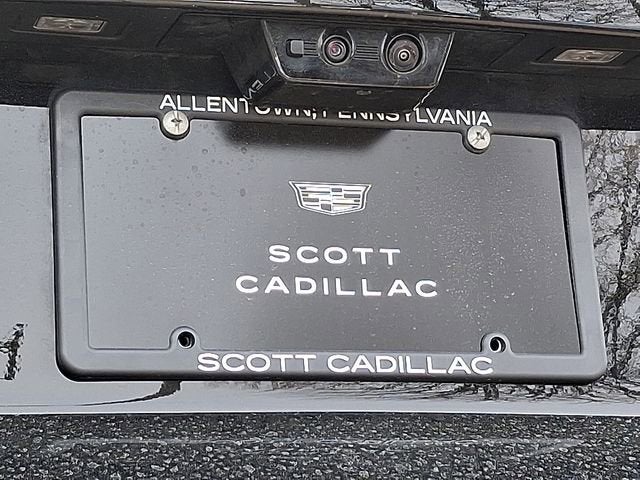 ALLENTOWN, PENNSYLVANIA
SCOTT
CADILLAC
SCOTT CADILLAC